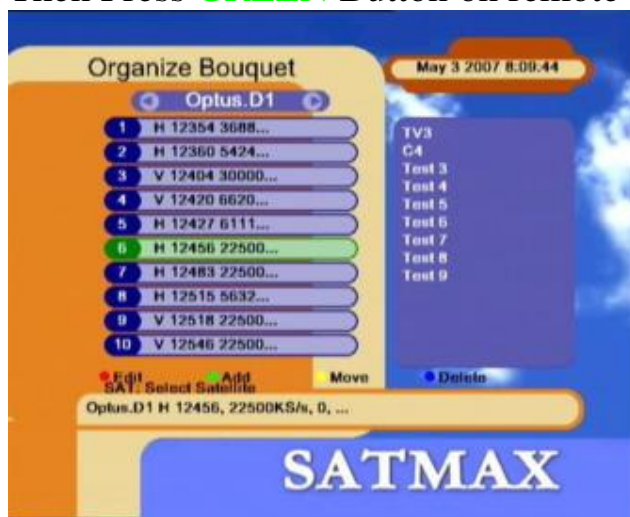 Then Press GREEN Button on remote
Organize Bouquet
May 3 2007 8:09:44
Optus.D1
1 H 12354 3688...
2 H 12360 5424...
3 V 12404 30000...
4 V 12420 6620...
5 H 12427 6111...
6 H 12456 22500...
7 H 12483 22500...
8 H 12515 5632...
9 V 12518 22500...
10 V 12546 22500...
TV3
C4
Test 3
Test 4
Test 5
Test 6
Test 7
Test 8
Test 9
Edit Add Move Delete
SAT: Select Satellite
Optus.D1 H 12456, 22500KS/s, 0, ...
SATMAX